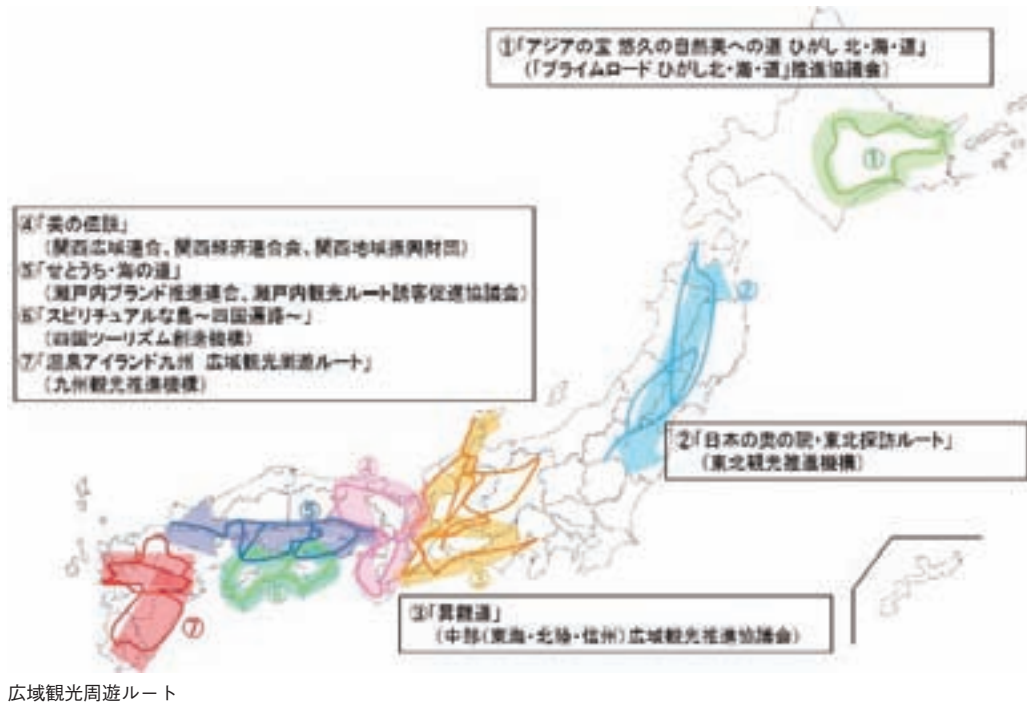 ①「アジアの宝 悠久の自然美への道 ひがし 北・海・道」
(「プライムロード ひがし北・海・道」推進協議会)
①
④「美の伝説」
(関西広域連合、関西経済連合会、関西地域振興財団)
⑤「せとうち・海の道」
(瀬戸内ブランド推進連合、瀬戸内観光ルート誘客促進協議会)
⑥「スピリチュアルな島～四国遍路～」
(四国ツーリズム創造機構)
⑦「温泉アイランド九州 広域観光周遊ルート」
(九州観光推進機構)
②
②「日本の奥の院・東北探訪ルート」
(東北観光推進機構)
④
⑤
⑥
③
⑦
③「昇龍道」
(中部(東海・北陸・信州)広域観光推進協議会)
広域観光周遊ルート